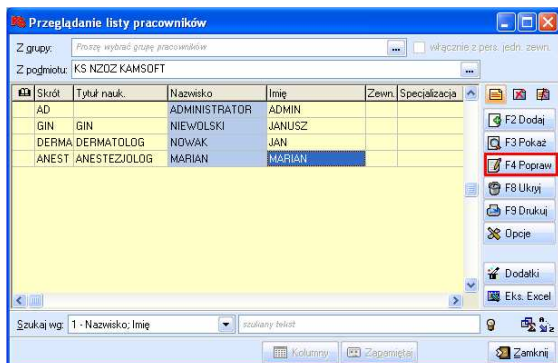 Przeglądanie listy pracowników
Z grupy: Proszę wybrać grupę pracowników ... włącznie z pers. jedn. zewn.
Z podmiotu: KS NZOZ KAMSOFT ...
Skrót Tytuł nauk. Nazwisko Imię Zewn. Specjalizacja
AD ADMINISTRATOR ADMIN
GIN GIN NIEWOLSKI JANUSZ
DERMA DERMATOLOG NOWAK JAN
ANEST ANESTEZJOLOG MARIAN MARIAN
F2 Dodaj
F3 Pokaż
F4 Popraw
F8 Ukryj
F9 Drukuj
Opcje
Dodatki
Eks. Excel
Szukaj wg: 1 - Nazwisko; Imię szukany tekst
Kolumny Zapamiętaj Zamknij